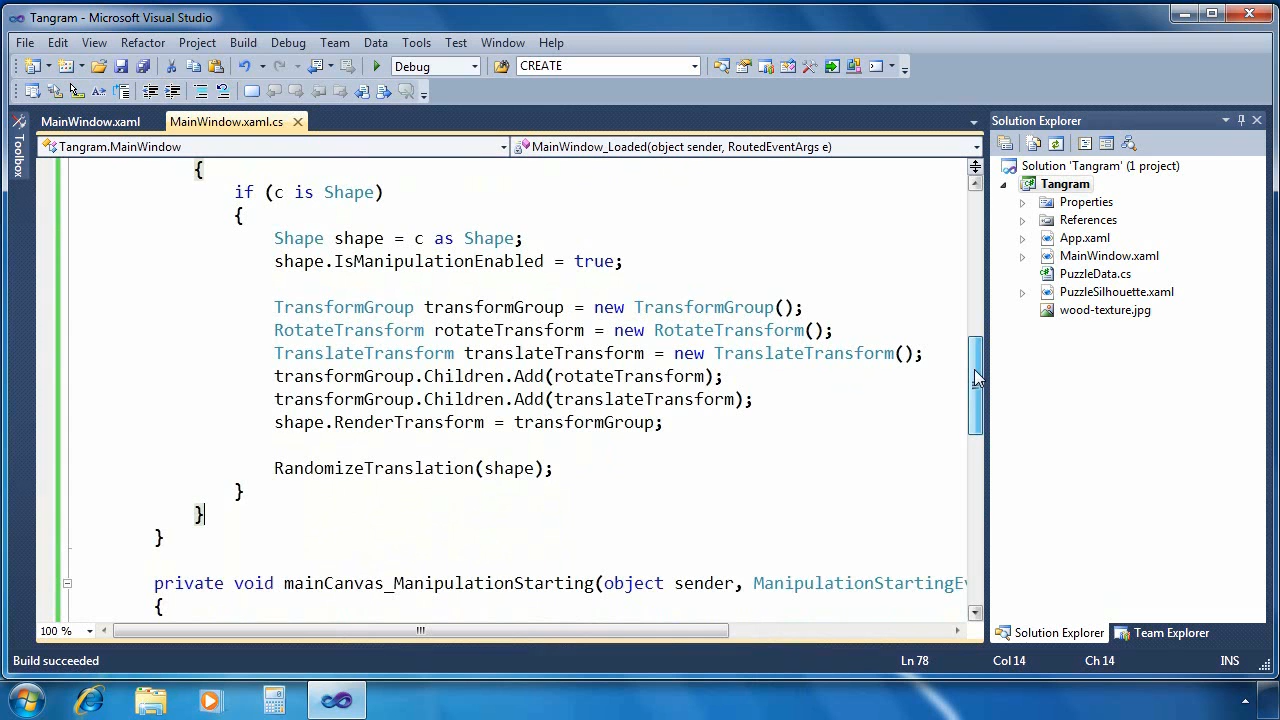 Tangram - Microsoft Visual Studio
File Edit View Refactor Project Build Debug Team Data Tools Test Window Help
Debug CREATE
MainWindow.xaml MainWindow.xaml.cs
Toolbox
Tangram.MainWindow MainWindow_Loaded(object sender, RoutedEventArgs e)
{
if (c is Shape)
{
Shape shape = c as Shape;
shape.IsManipulationEnabled = true;
TransformGroup transformGroup = new TransformGroup();
RotateTransform rotateTransform = new RotateTransform();
TranslateTransform translateTransform = new TranslateTransform();
transformGroup.Children.Add(rotateTransform);
transformGroup.Children.Add(translateTransform);
shape.RenderTransform = transformGroup;
RandomizeTranslation(shape);
}
}
}
private void mainCanvas_ManipulationStarting(object sender, ManipulationStartingEv
{
100 %
Solution Explorer
Solution 'Tangram' (1 project)
Tangram
Properties
References
App.xaml
MainWindow.xaml
PuzzleData.cs
PuzzleSilhouette.xaml
wood-texture.jpg
Solution Explorer Team Explorer
Build succeeded Ln 78 Col 14 Ch 14 INS